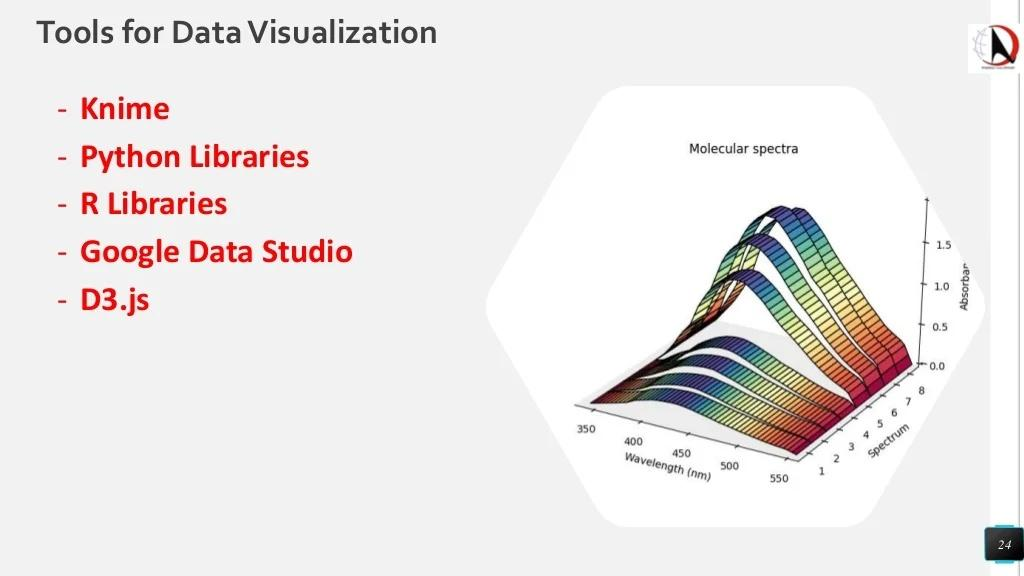 Tools for Data Visualization
- Knime
- Python Libraries
- R Libraries
- Google Data Studio
- D3.js
Molecular spectra
1.5
1.0
0.5
0.0
Absorbar
8
7
6
5
4
3
2
1
Spectrum
350
400
450
500
550
Wavelength (nm)
24